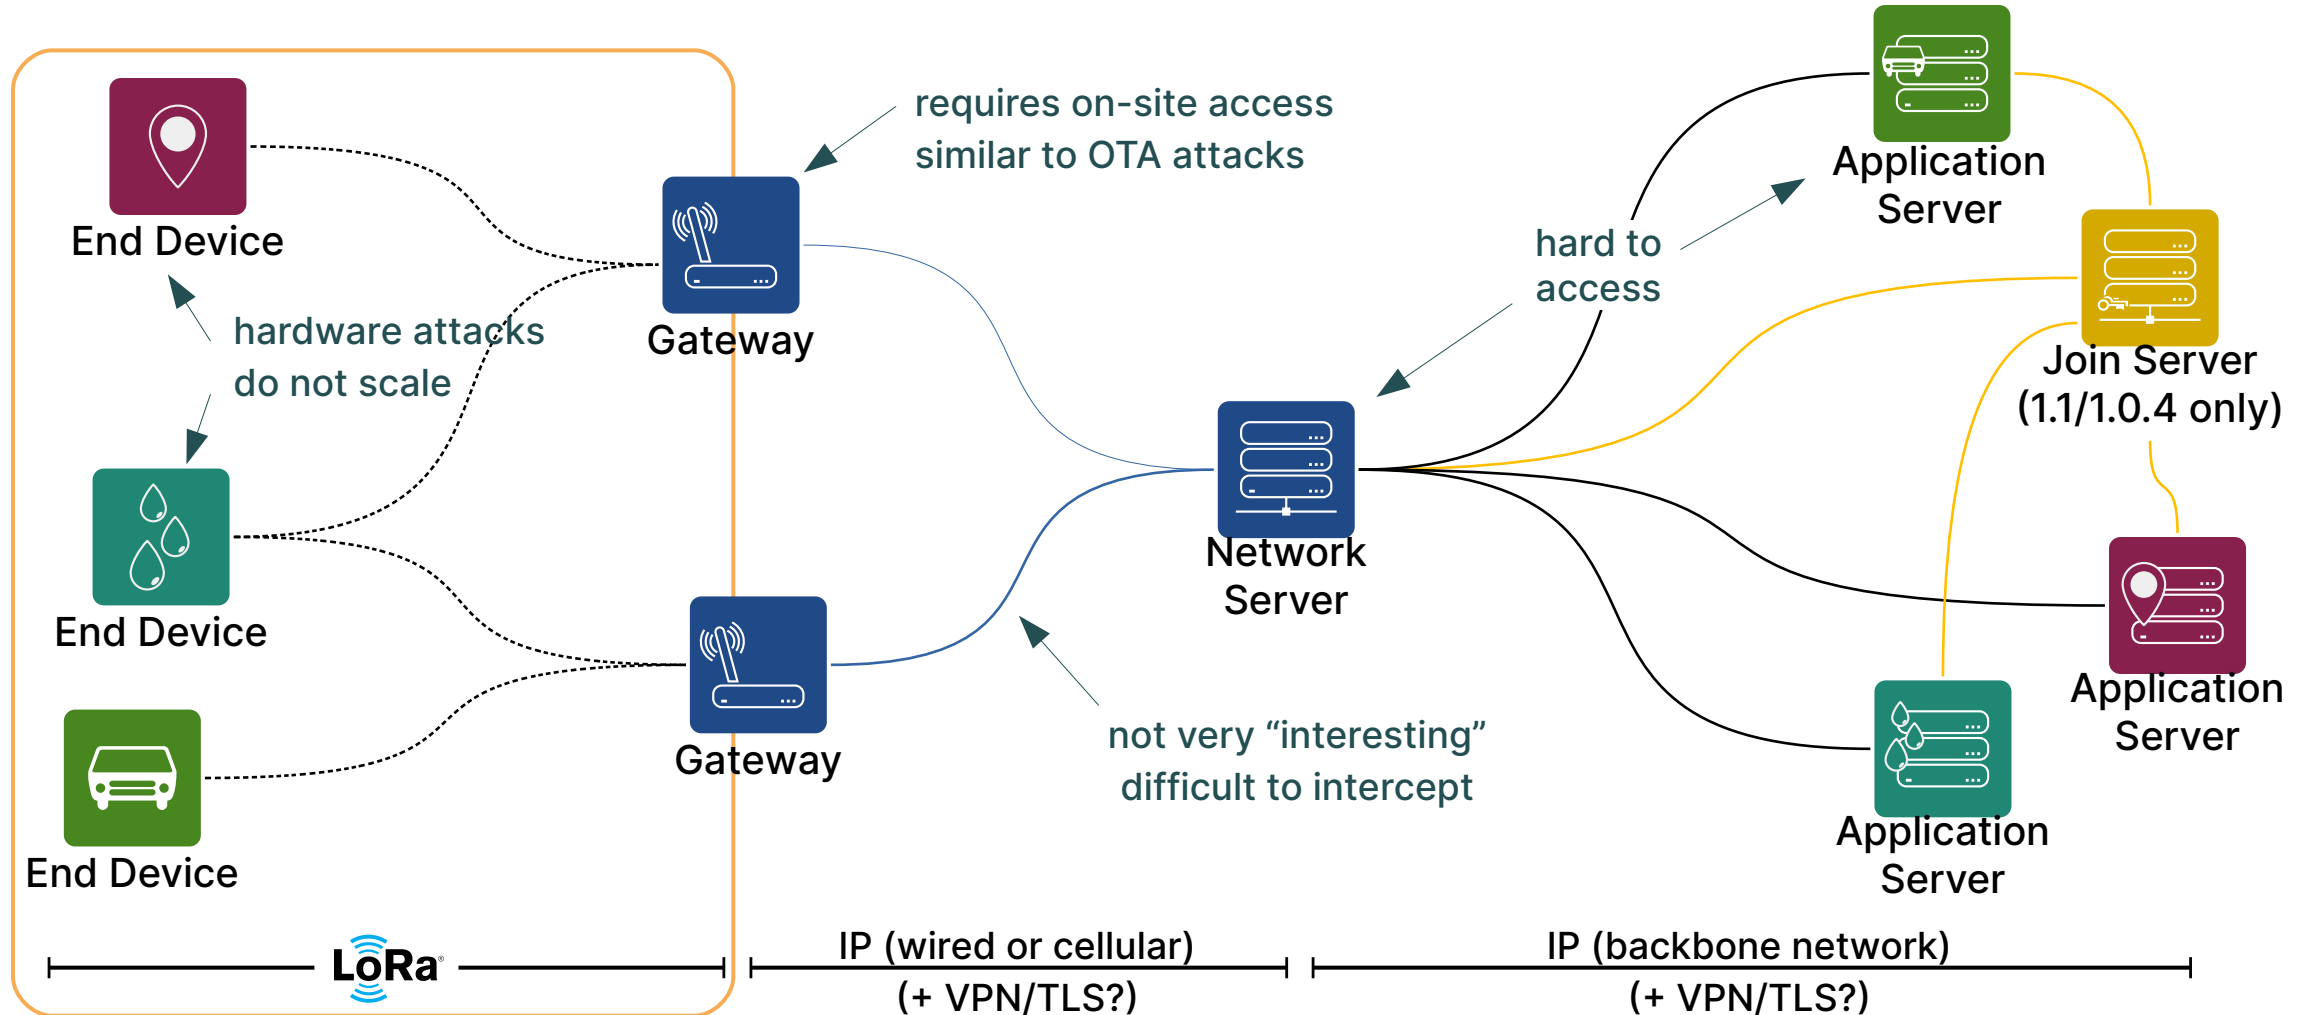 requires on-site access
similar to OTA attacks
End Device
hardware attacks
do not scale
End Device
End Device
Gateway
Gateway
Network
Server
not very “interesting”
difficult to intercept
hard to
access
Application
Server
Join Server
(1.1/1.0.4 only)
Application
Server
Application
Server
LoRa®
IP (wired or cellular)
(+ VPN/TLS?)
IP (backbone network)
(+ VPN/TLS?)